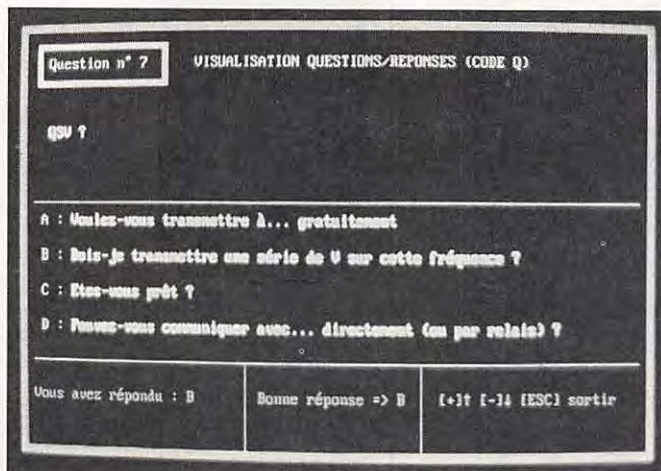 Question n° 7
VISUALISATION QUESTIONS/REPONSES (CODE Q)
QSV ?
A : Voulez-vous transmettre à... gratuitement
B : Dois-je transmettre une série de V sur cette fréquence ?
C : Etes-vous prêt ?
D : Pouvez-vous communiquer avec... directement (ou par relais) ?
Vous avez répondu : B
Bonne réponse => B
[+]↑ [-]↓ [ESC] sortir